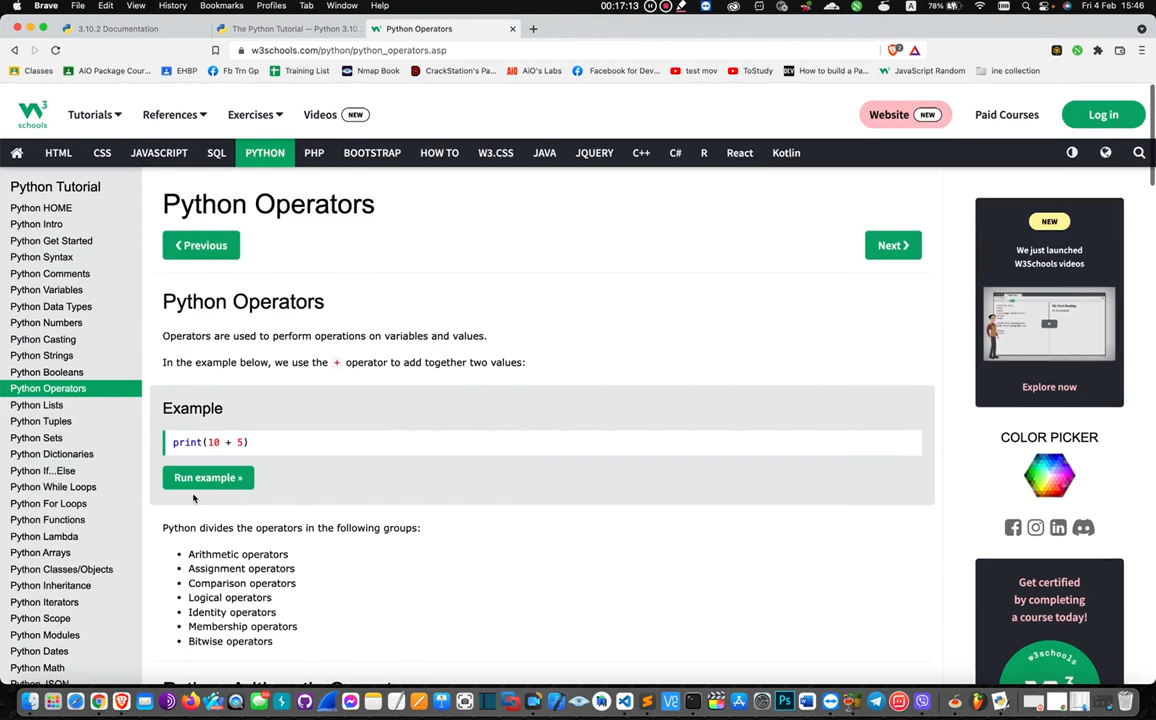 Brave File Edit View History Bookmarks Profiles Tab Window Help 00:17:13 A 78% Fri 4 Feb 15:46
3.10.2 Documentation
The Python Tutorial — Python 3.10.
Python Operators
w3schools.com/python/python_operators.asp
Classes
AiO Package Cour...
EHBP
Fb Trn Gp
Training List
Nmap Book
CrackStation's Pa...
AIO AiO's Labs
Facebook for Dev...
test mov
ToStudy
How to build a Pa...
JavaScript Random
ine collection
W3
schools
Tutorials
References
Exercises
Videos NEW
Website NEW
Paid Courses
Log in
HTML CSS JAVASCRIPT SQL PYTHON PHP BOOTSTRAP HOW TO W3.CSS JAVA JQUERY C++ C# R React Kotlin
Python Tutorial
Python HOME
Python Intro
Python Get Started
Python Syntax
Python Comments
Python Variables
Python Data Types
Python Numbers
Python Casting
Python Strings
Python Booleans
Python Operators
Python Lists
Python Tuples
Python Sets
Python Dictionaries
Python If...Else
Python While Loops
Python For Loops
Python Functions
Python Lambda
Python Arrays
Python Classes/Objects
Python Inheritance
Python Iterators
Python Scope
Python Modules
Python Dates
Python Math
Python JSON
Python Operators
❮ Previous
Next ❯
Python Operators
Operators are used to perform operations on variables and values.
In the example below, we use the + operator to add together two values:
Example
print(10 + 5)
Run example »
Python divides the operators in the following groups:
• Arithmetic operators
• Assignment operators
• Comparison operators
• Logical operators
• Identity operators
• Membership operators
• Bitwise operators
NEW
We just launched
W3Schools videos
Explore now
COLOR PICKER
Get certified
by completing
a course today!
w3schools